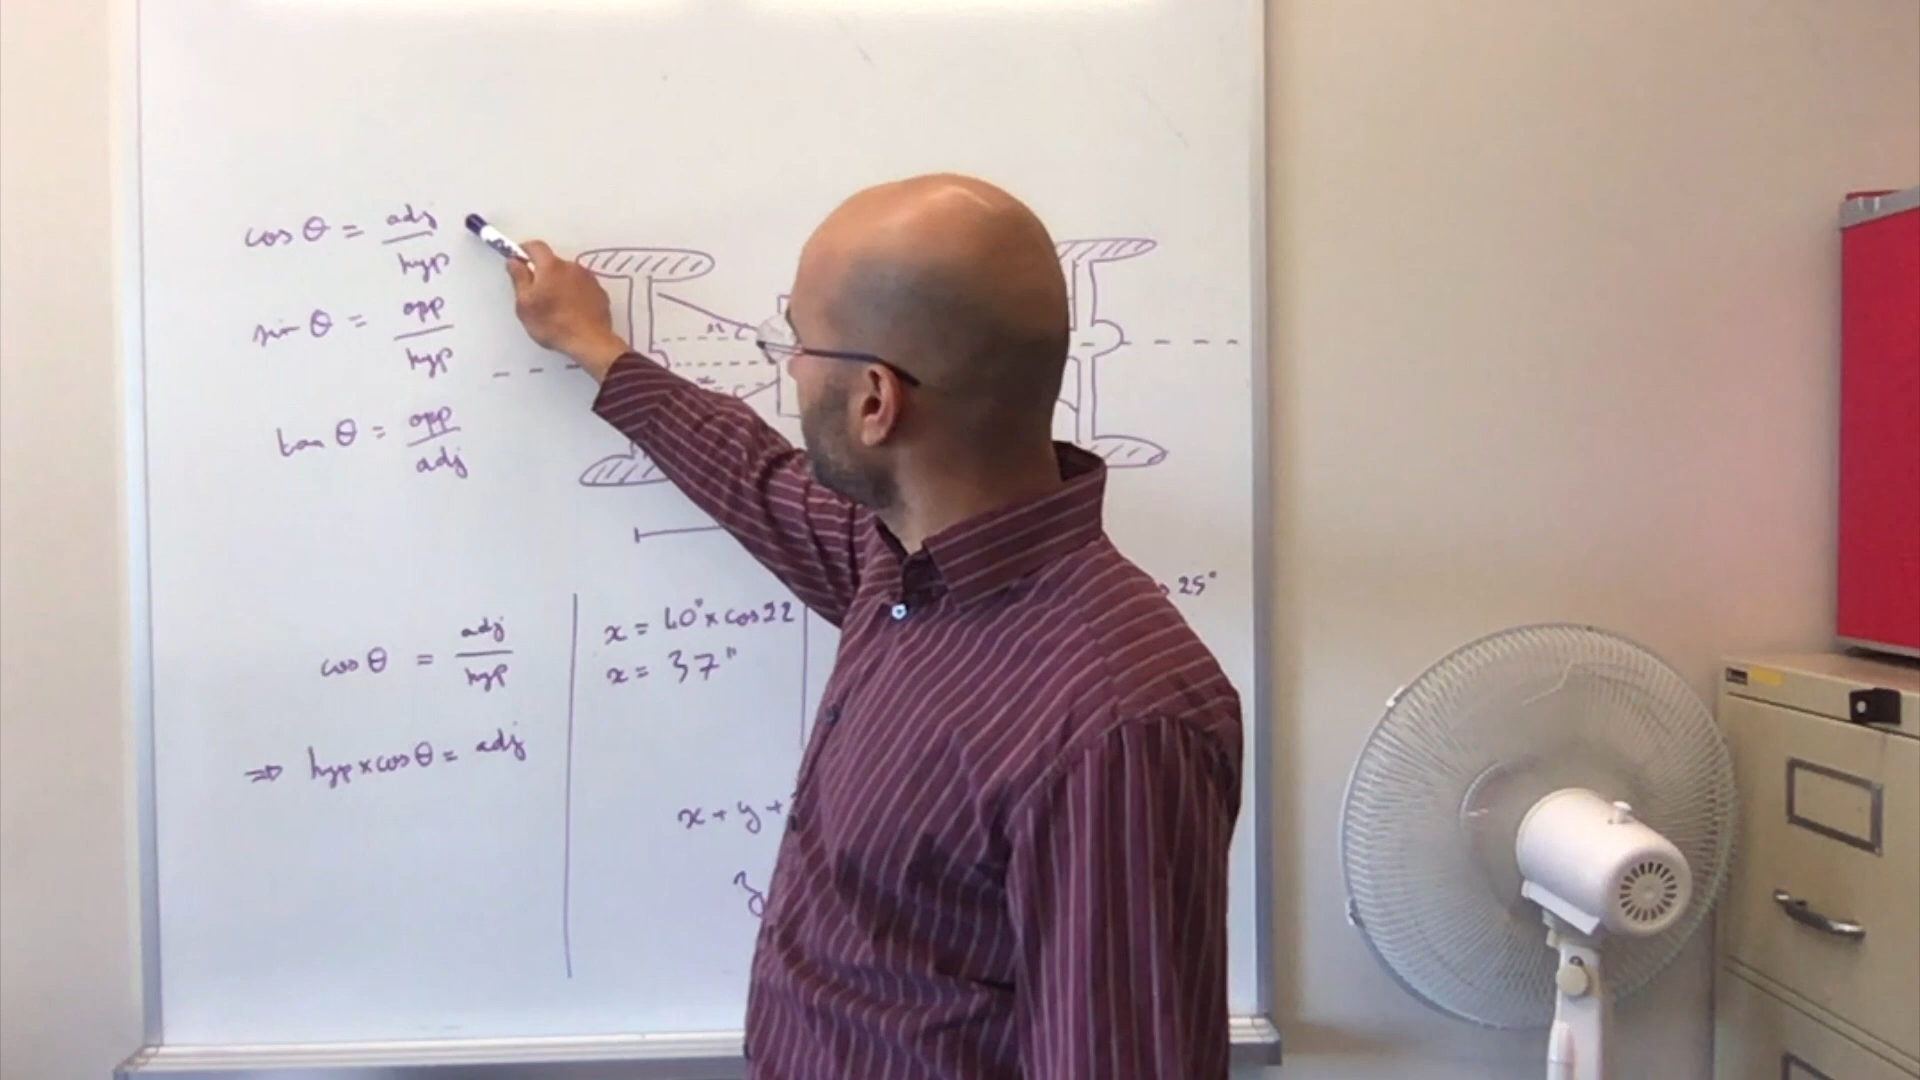 cos θ = adj
hyp
sin θ = opp
hyp
tan θ = opp
adj
x
x
cos θ = adj
hyp
⇒ hyp x cos θ = adj
x = 40" x cos 22
x = 37"
25°
x + y +
z